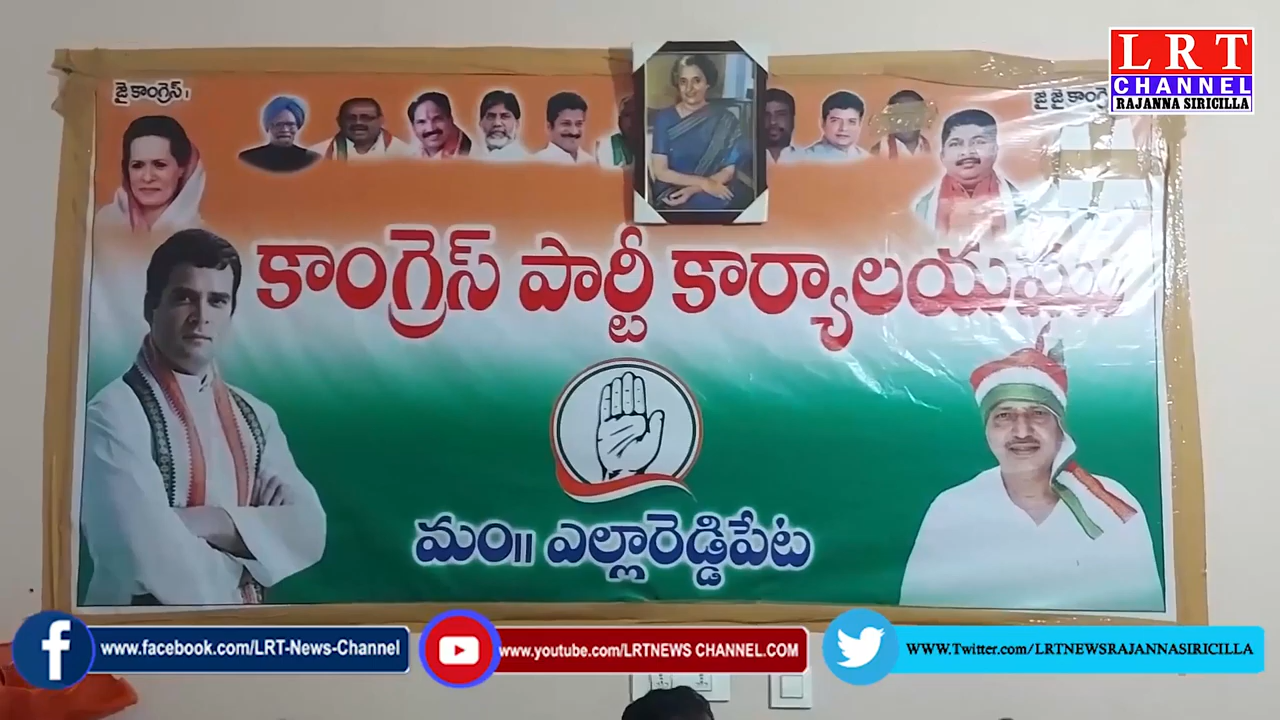 జై కాంగ్రెస్ !
జై జై కాంగ్రె
కాంగ్రెస్ పార్టీ కార్యాలయము
మం|| ఎల్లారెడ్డిపేట
LRT
CHANNEL
RAJANNA SIRICILLA
www.facebook.com/LRT-News-Channel
www.youtube.com/LRTNEWS CHANNEL.COM
WWW.Twitter.com/LRTNEWSRAJANNASIRICILLA